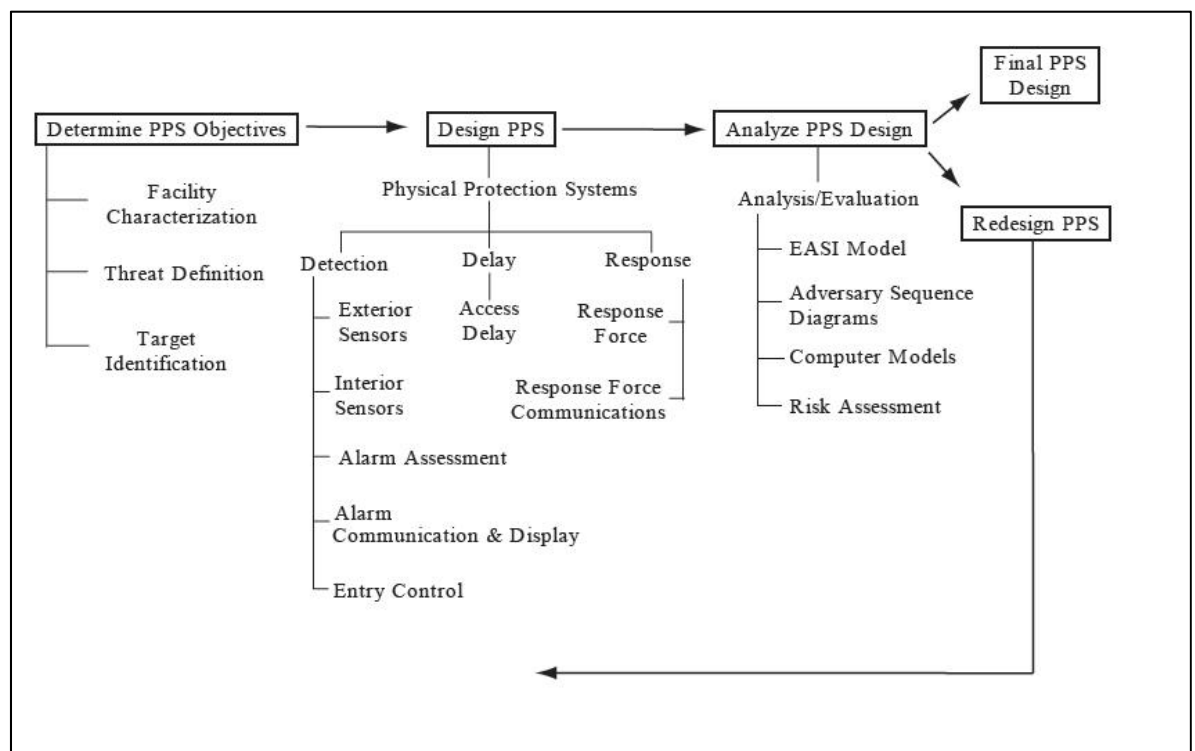 Final PPS
Design
Determine PPS Objectives
Design PPS
Analyze PPS Design
Facility
Characterization
Threat Definition
Target
Identification
Physical Protection Systems
Detection
Delay
Response
Exterior
Sensors
Interior
Sensors
Alarm Assessment
Alarm
Communication & Display
Entry Control
Access
Delay
Response
Force
Response Force
Communications
Analysis/Evaluation
EASI Model
Adversary Sequence
Diagrams
Computer Models
Risk Assessment
Redesign PPS